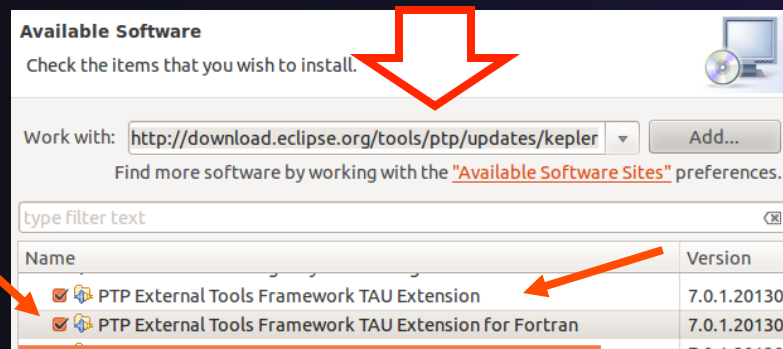 Available Software
Check the items that you wish to install.
Work with: http://download.eclipse.org/tools/ptp/updates/kepler Add...
Find more software by working with the "Available Software Sites" preferences.
type filter text
Name Version
PTP External Tools Framework TAU Extension 7.0.1.20130
PTP External Tools Framework TAU Extension for Fortran 7.0.1.20130